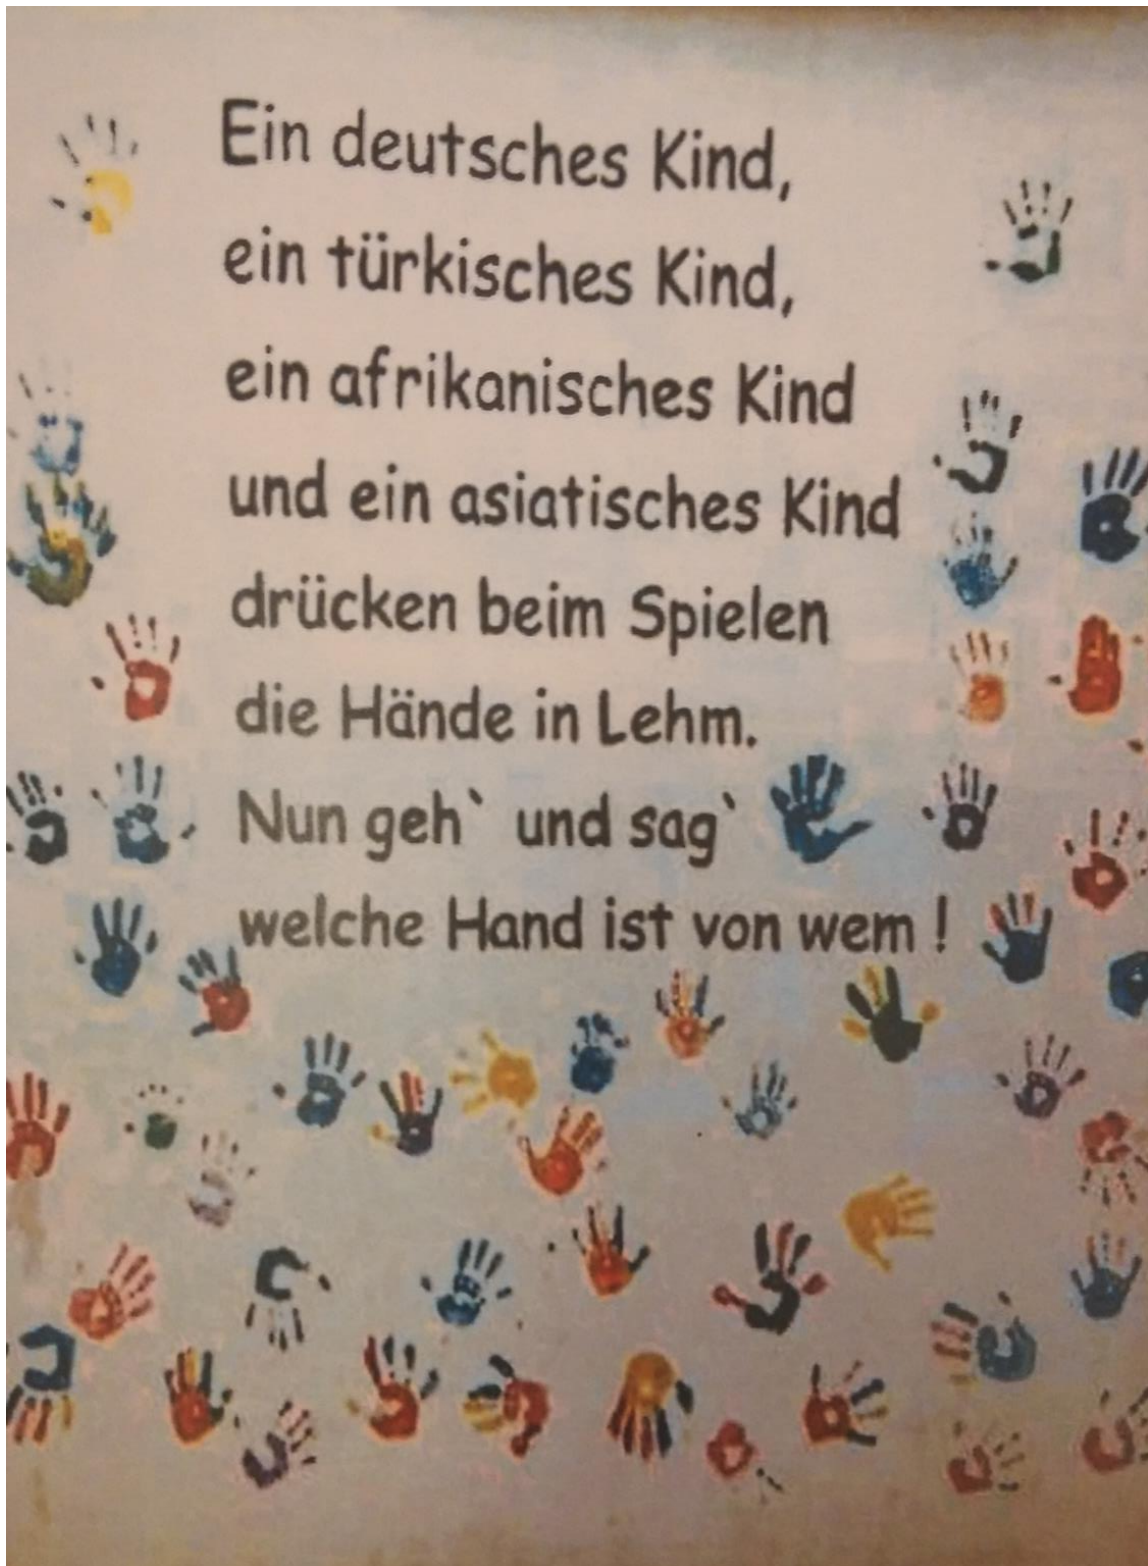 Ein deutsches Kind,
ein türkisches Kind,
ein afrikanisches Kind
und ein asiatisches Kind
drücken beim Spielen
die Hände in Lehm.
Nun geh` und sag`
welche Hand ist von wem !